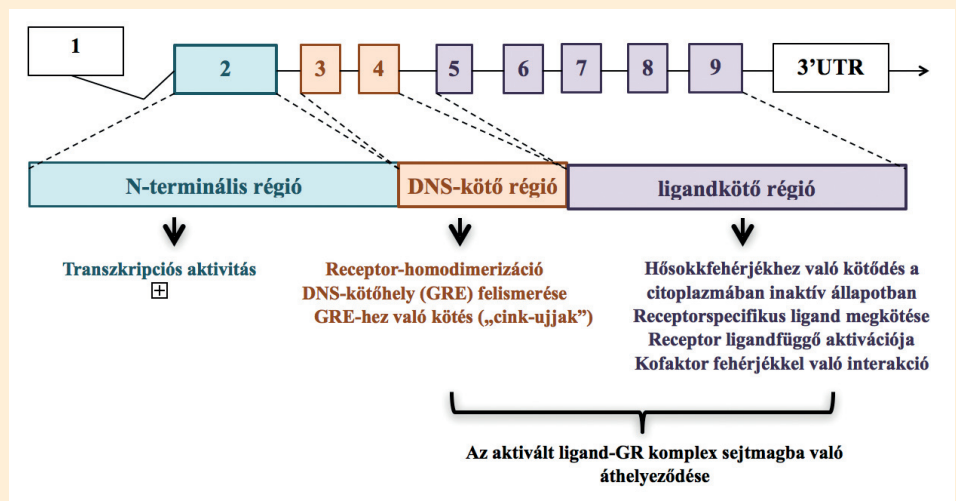 1
2
3
4
5
6
7
8
9
3’UTR
N-terminális régió
DNS-kötő régió
ligandkötő régió
Transzkripciós aktivitás
+
Receptor-homodimerizáció
DNS-kötőhely (GRE) felismerése
GRE-hez való kötés („cink-ujjak”)
Hősokkfehérjékhez való kötődés a
citoplazmában inaktív állapotban
Receptorspecifikus ligand megkötése
Receptor ligandfüggő aktivációja
Kofaktor fehérjékkel való interakció
Az aktivált ligand-GR komplex sejtmagba való
áthelyeződése